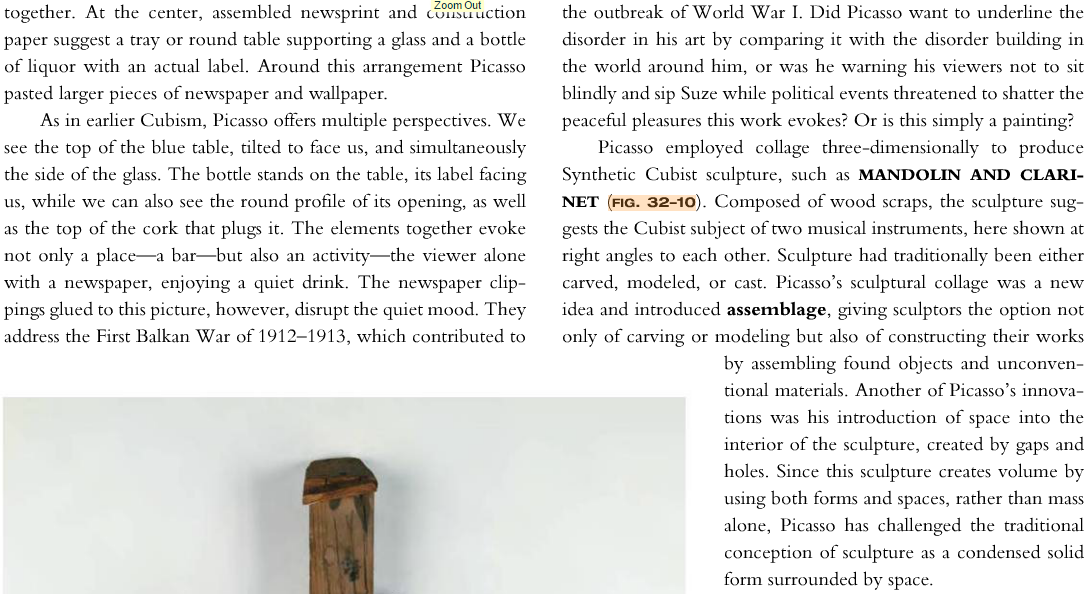 Zoom Out
together. At the center, assembled newsprint and construction
paper suggest a tray or round table supporting a glass and a bottle
of liquor with an actual label. Around this arrangement Picasso
pasted larger pieces of newspaper and wallpaper.
As in earlier Cubism, Picasso offers multiple perspectives. We
see the top of the blue table, tilted to face us, and simultaneously
the side of the glass. The bottle stands on the table, its label facing
us, while we can also see the round profile of its opening, as well
as the top of the cork that plugs it. The elements together evoke
not only a place—a bar—but also an activity—the viewer alone
with a newspaper, enjoying a quiet drink. The newspaper clip-
pings glued to this picture, however, disrupt the quiet mood. They
address the First Balkan War of 1912–1913, which contributed to
the outbreak of World War I. Did Picasso want to underline the
disorder in his art by comparing it with the disorder building in
the world around him, or was he warning his viewers not to sit
blindly and sip Suze while political events threatened to shatter the
peaceful pleasures this work evokes? Or is this simply a painting?
Picasso employed collage three-dimensionally to produce
Synthetic Cubist sculpture, such as MANDOLIN AND CLARI-
NET (FIG. 32–10). Composed of wood scraps, the sculpture sug-
gests the Cubist subject of two musical instruments, here shown at
right angles to each other. Sculpture had traditionally been either
carved, modeled, or cast. Picasso's sculptural collage was a new
idea and introduced assemblage, giving sculptors the option not
only of carving or modeling but also of constructing their works
by assembling found objects and unconven-
tional materials. Another of Picasso's innova-
tions was his introduction of space into the
interior of the sculpture, created by gaps and
holes. Since this sculpture creates volume by
using both forms and spaces, rather than mass
alone, Picasso has challenged the traditional
conception of sculpture as a condensed solid
form surrounded by space.